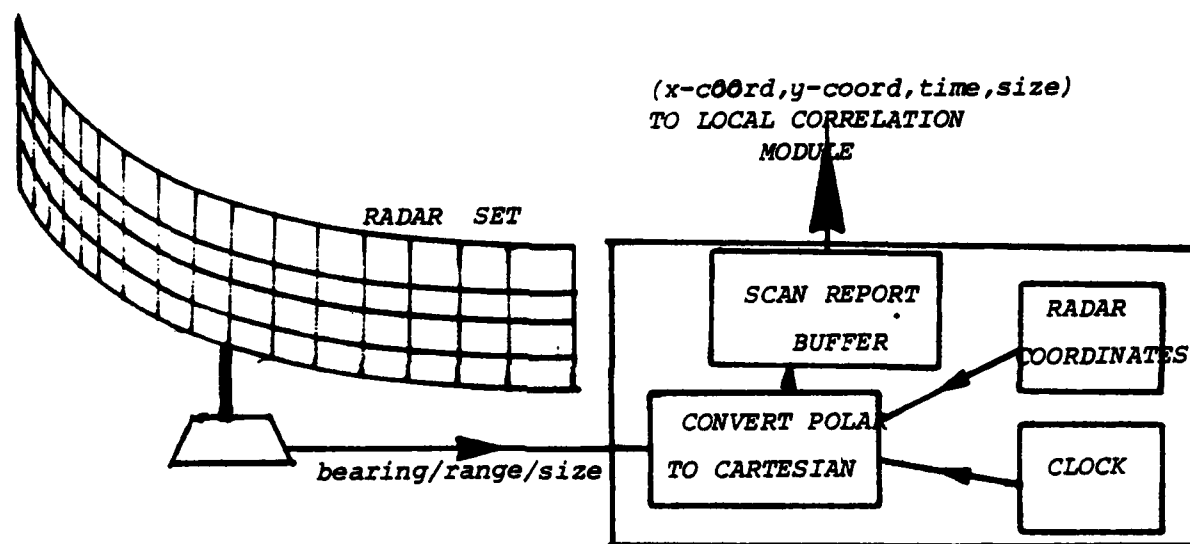 (x-coord,y-coord,time,size)
TO LOCAL CORRELATION
MODULE
RADAR SET
SCAN REPORT
BUFFER
RADAR
COORDINATES
CONVERT POLAR
TO CARTESIAN
CLOCK
bearing/range/size